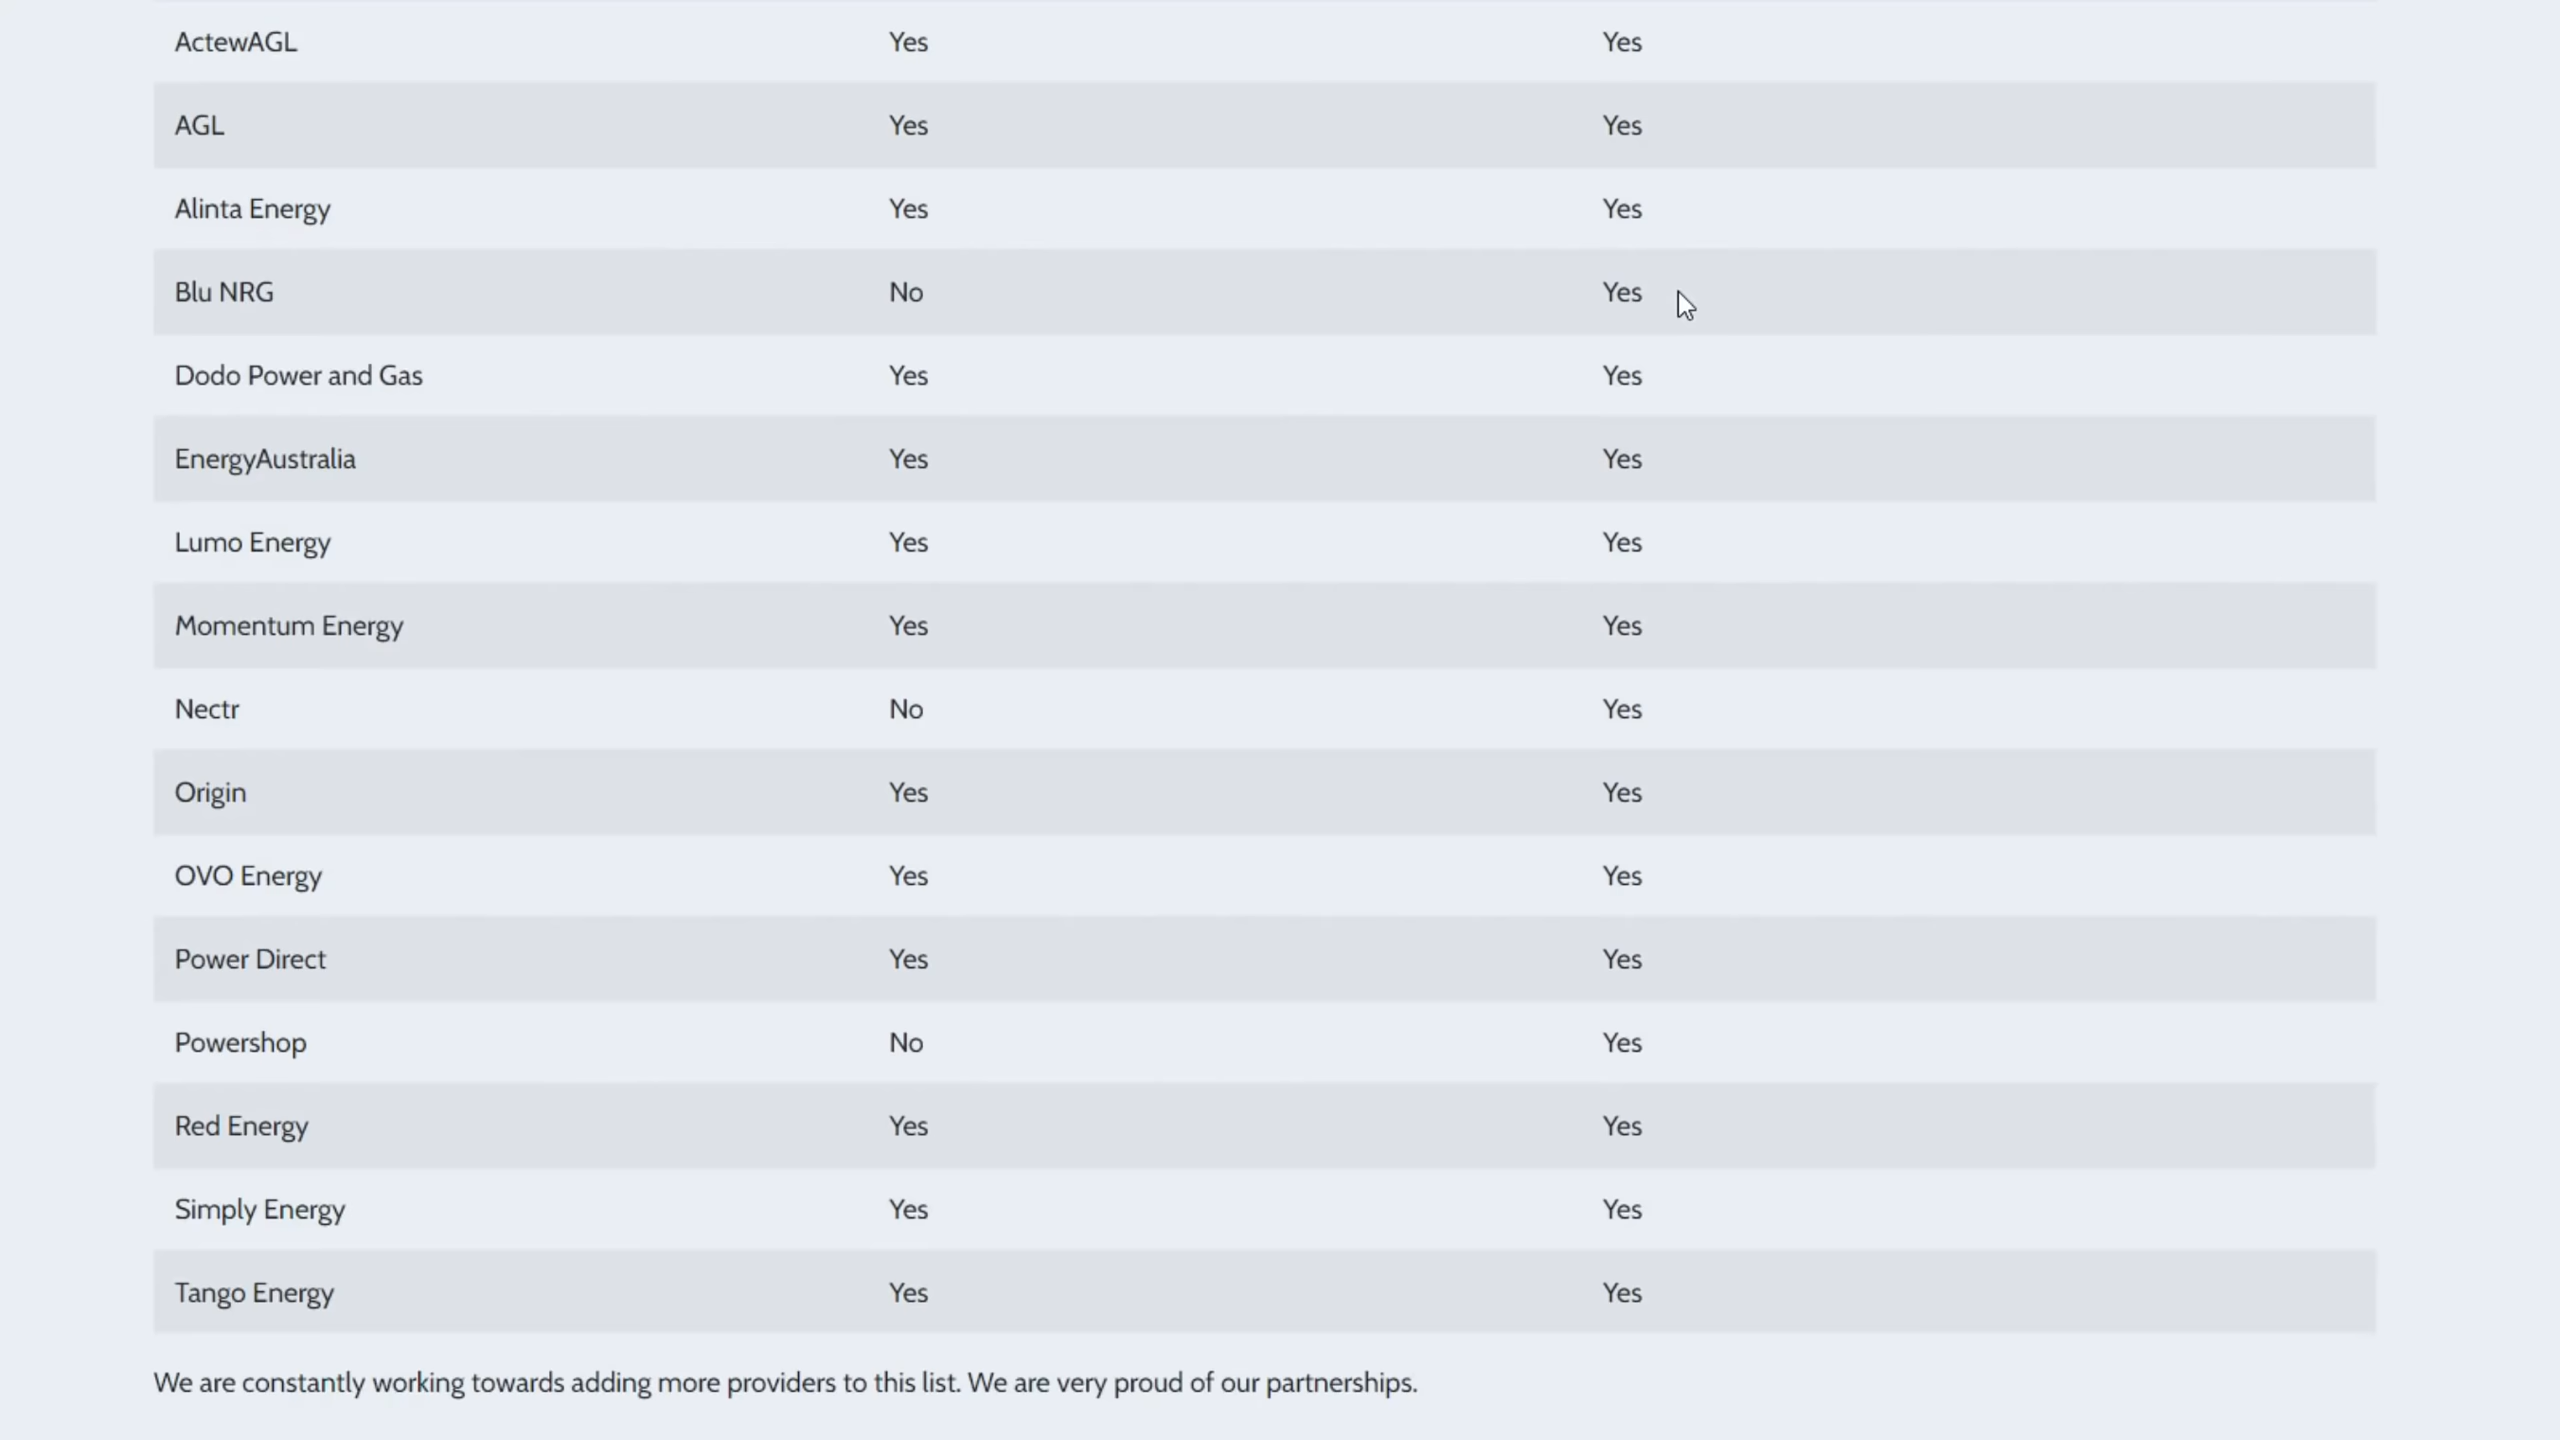 ActewAGL Yes Yes
AGL Yes Yes
Alinta Energy Yes Yes
Blu NRG No Yes
Dodo Power and Gas Yes Yes
EnergyAustralia Yes Yes
Lumo Energy Yes Yes
Momentum Energy Yes Yes
Nectr No Yes
Origin Yes Yes
OVO Energy Yes Yes
Power Direct Yes Yes
Powershop No Yes
Red Energy Yes Yes
Simply Energy Yes Yes
Tango Energy Yes Yes
We are constantly working towards adding more providers to this list. We are very proud of our partnerships.